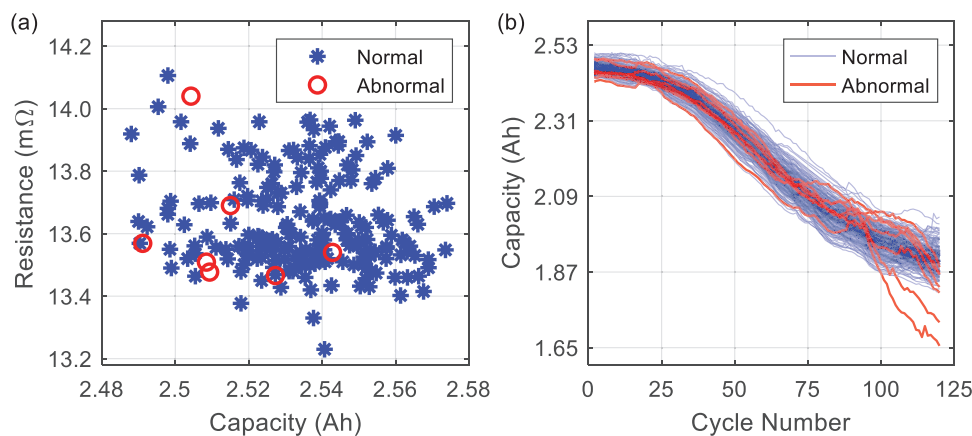 (a)
14.2
14.0
13.8
13.6
13.4
13.2
Resistance (mΩ)
Normal
Abnormal
2.48 2.5 2.52 2.54 2.56 2.58
Capacity (Ah)
(b)
2.53
2.31
2.09
1.87
1.65
Capacity (Ah)
Normal
Abnormal
2 25 50 75 100 125
Cycle Number